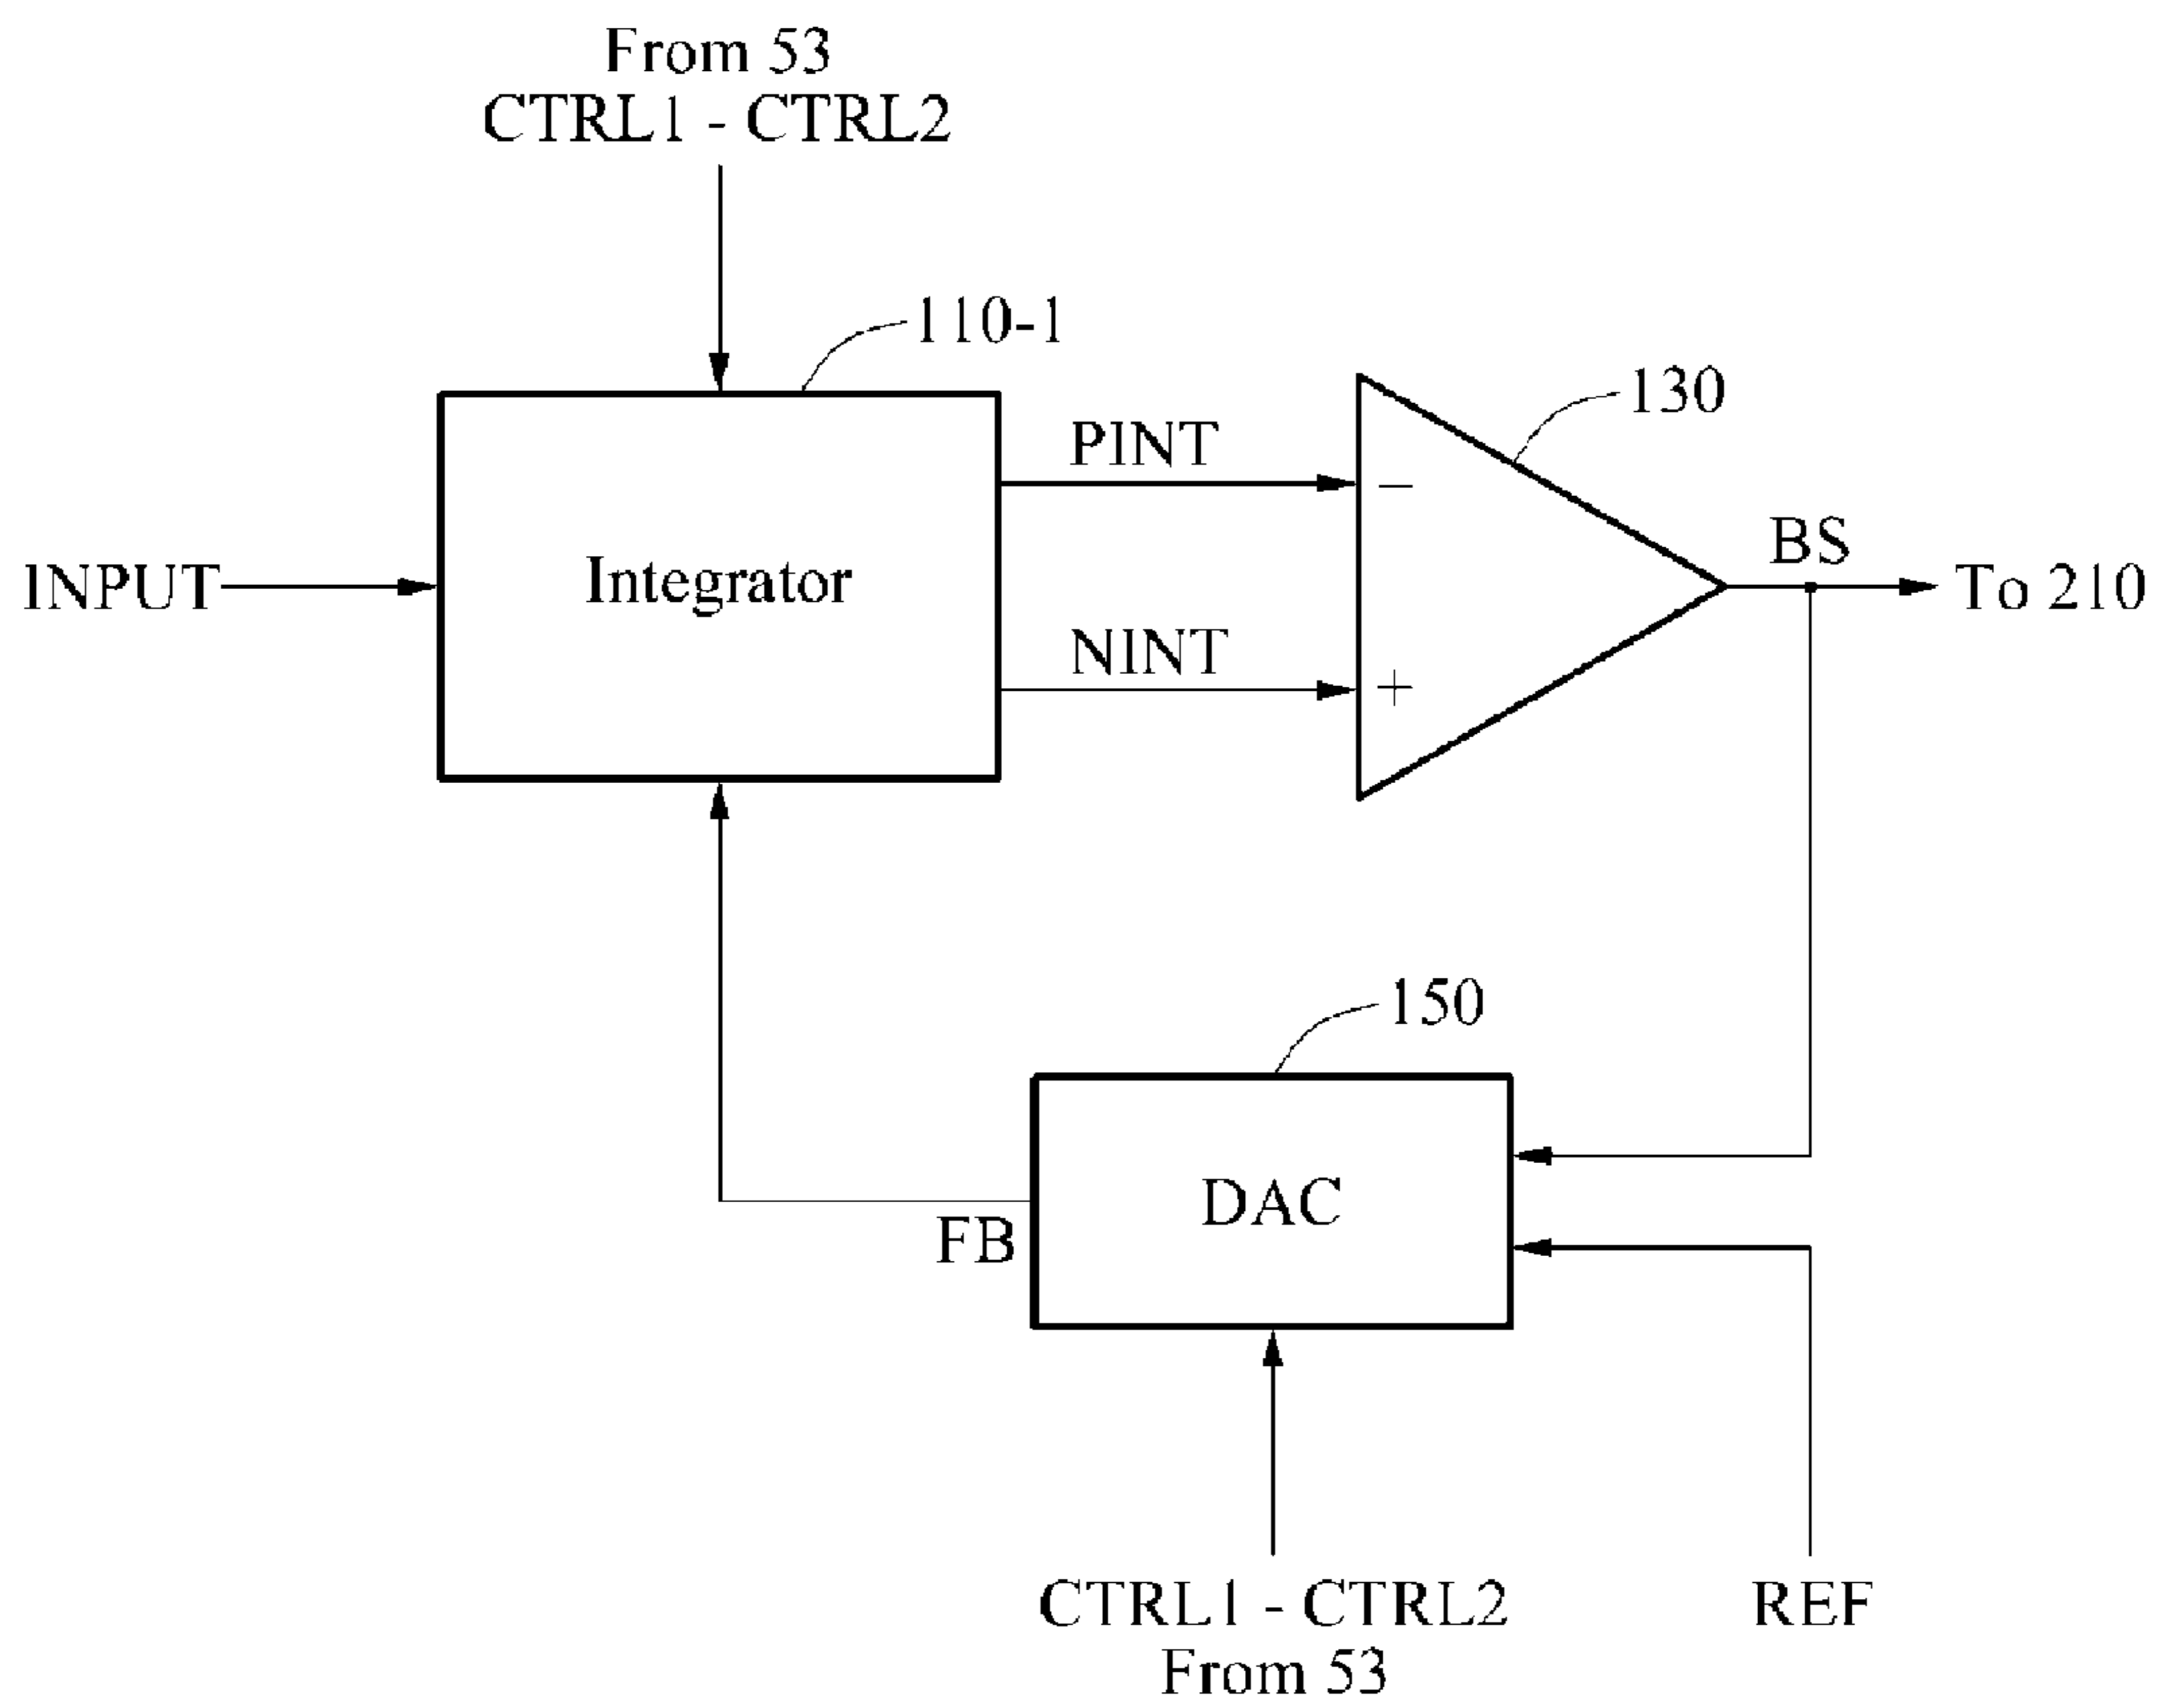 From 53
CTRL1 - CTRL2
110-1
130
PINT
−
BS
INPUT
Integrator
To 210
NINT
+
150
DAC
FB
CTRL1 - CTRL2
From 53
REF